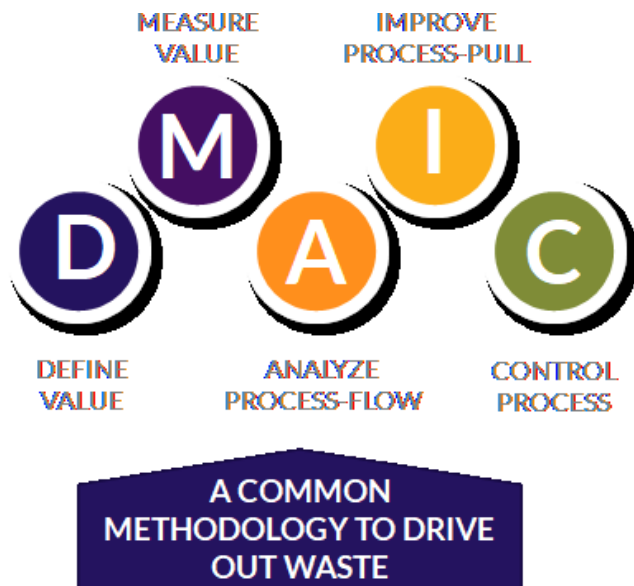 MEASURE
VALUE
IMPROVE
PROCESS-PULL
M
I
D
A
C
DEFINE
VALUE
ANALYZE
PROCESS-FLOW
CONTROL
PROCESS
A COMMON
METHODOLOGY TO DRIVE
OUT WASTE